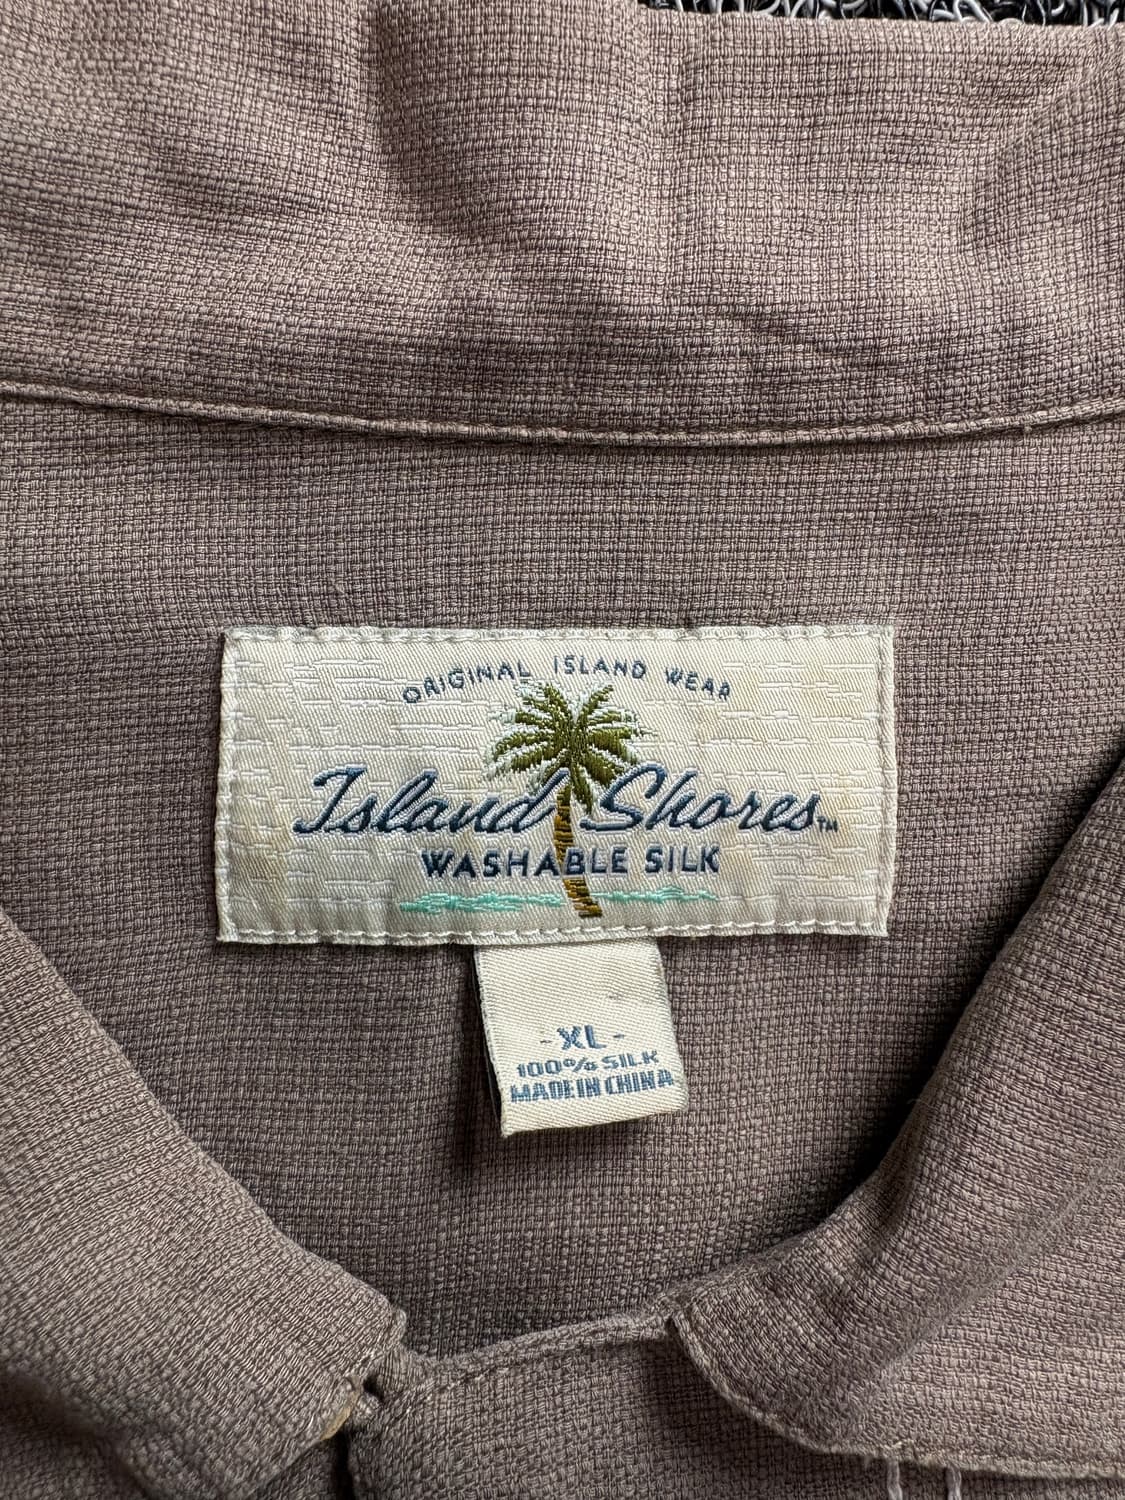 ORIGINAL ISLAND WEAR
Island Shores™
WASHABLE SILK
-XL-
100% SILK
MADE IN CHINA